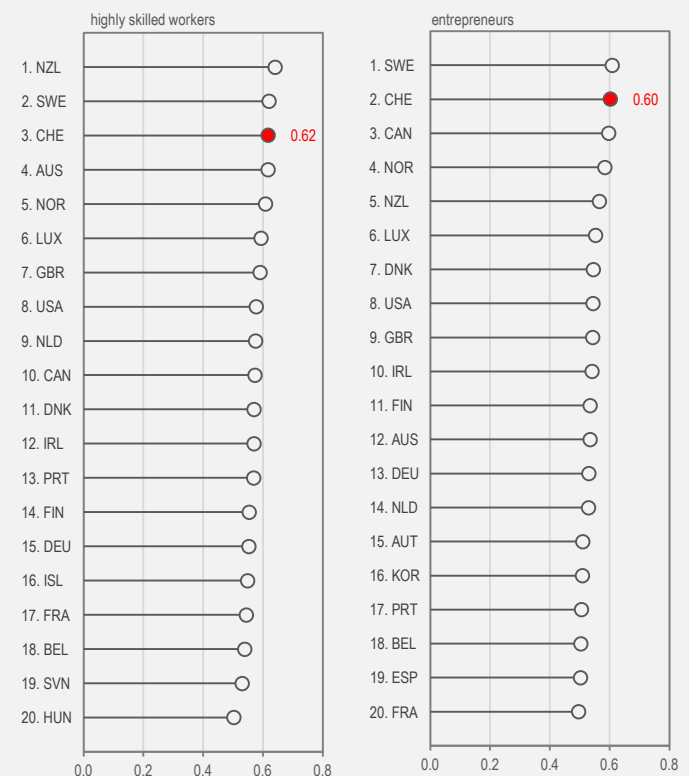 highly skilled workers
1. NZL
2. SWE
3. CHE 0.62
4. AUS
5. NOR
6. LUX
7. GBR
8. USA
9. NLD
10. CAN
11. DNK
12. IRL
13. PRT
14. FIN
15. DEU
16. ISL
17. FRA
18. BEL
19. SVN
20. HUN
0.0 0.2 0.4 0.6 0.8
entrepreneurs
1. SWE
2. CHE 0.60
3. CAN
4. NOR
5. NZL
6. LUX
7. DNK
8. USA
9. GBR
10. IRL
11. FIN
12. AUS
13. DEU
14. NLD
15. AUT
16. KOR
17. PRT
18. BEL
19. ESP
20. FRA
0.0 0.2 0.4 0.6 0.8